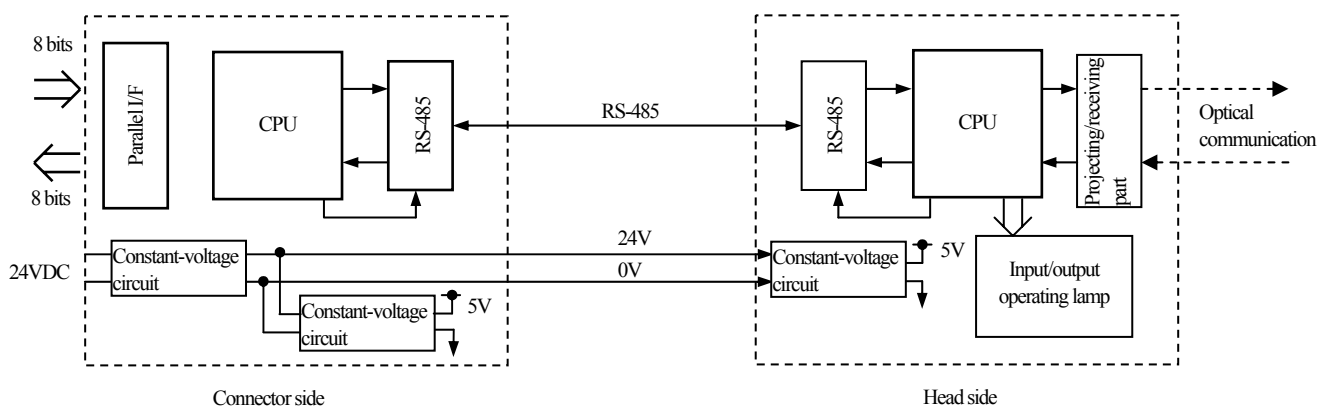 8 bits
8 bits
Parallel I/F
CPU
RS-485
24VDC
Constant-voltage
circuit
Constant-voltage
circuit
5V
Connector side
RS-485
24V
0V
RS-485
CPU
Projecting/receiving
part
Optical
communication
Constant-voltage
circuit
5V
Input/output
operating lamp
Head side